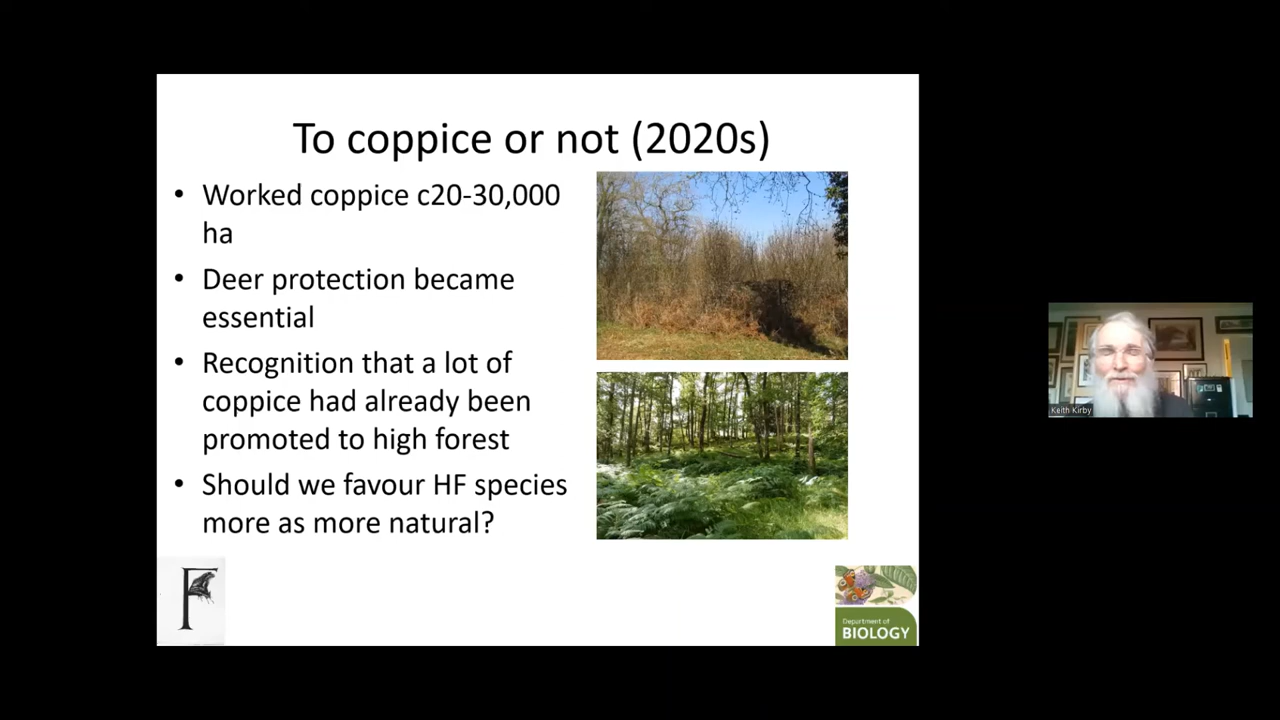 To coppice or not (2020s)
• Worked coppice c20-30,000
ha
• Deer protection became
essential
• Recognition that a lot of
coppice had already been
promoted to high forest
• Should we favour HF species
more as more natural?
F
Department of
BIOLOGY
Keith Kirby